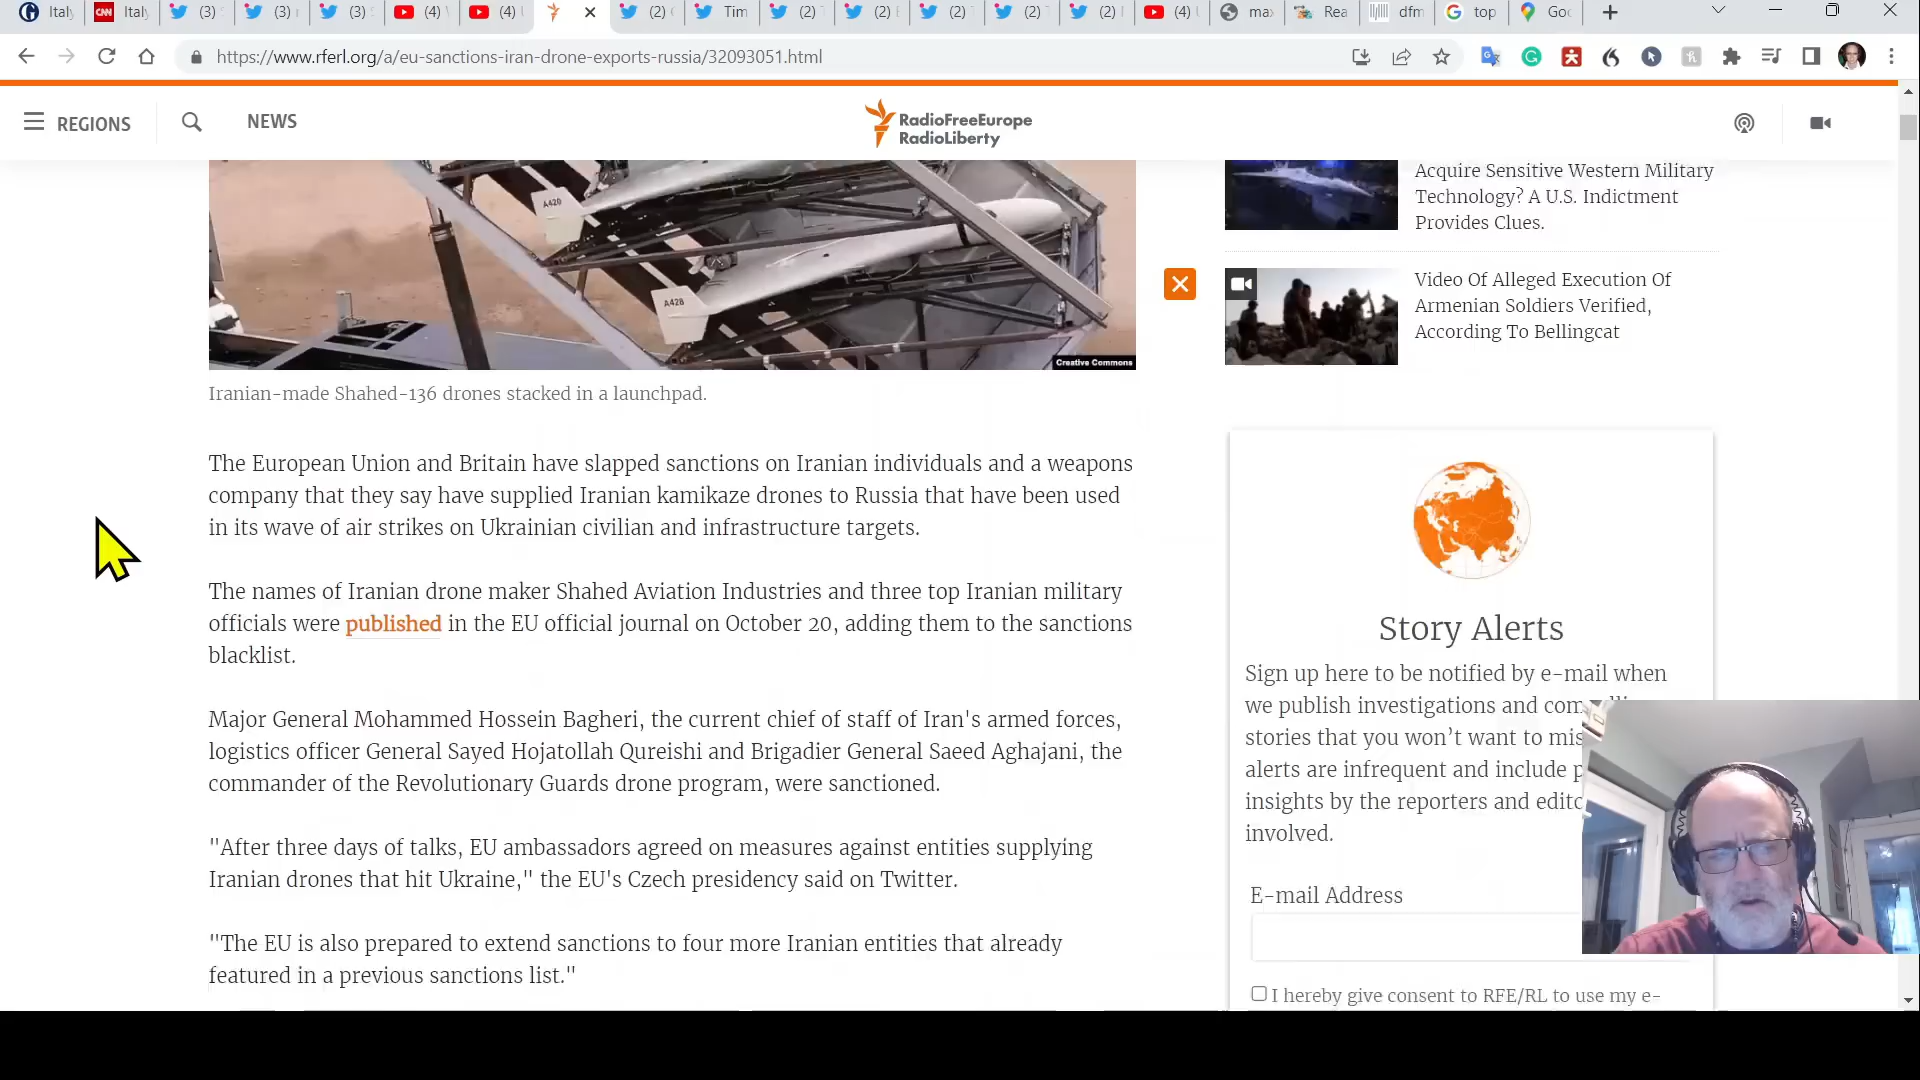 Italy
Italy
(3)
(3)
(3)
(4)
(4)
(2)
Tim
(2)
(2)
(2)
(2)
(2)
(4)
max
Rea
dfm
top
Goo
https://www.rferl.org/a/eu-sanctions-iran-drone-exports-russia/32093051.html
REGIONS
NEWS
RadioFreeEurope
RadioLiberty
A420
A428
Creative Commons
Iranian-made Shahed-136 drones stacked in a launchpad.
The European Union and Britain have slapped sanctions on Iranian individuals and a weapons
company that they say have supplied Iranian kamikaze drones to Russia that have been used
in its wave of air strikes on Ukrainian civilian and infrastructure targets.
The names of Iranian drone maker Shahed Aviation Industries and three top Iranian military
officials were published in the EU official journal on October 20, adding them to the sanctions
blacklist.
Major General Mohammed Hossein Bagheri, the current chief of staff of Iran's armed forces,
logistics officer General Sayed Hojatollah Qureishi and Brigadier General Saeed Aghajani, the
commander of the Revolutionary Guards drone program, were sanctioned.
"After three days of talks, EU ambassadors agreed on measures against entities supplying
Iranian drones that hit Ukraine," the EU's Czech presidency said on Twitter.
"The EU is also prepared to extend sanctions to four more Iranian entities that already
featured in a previous sanctions list."
Acquire Sensitive Western Military
Technology? A U.S. Indictment
Provides Clues.
Video Of Alleged Execution Of
Armenian Soldiers Verified,
According To Bellingcat
Story Alerts
Sign up here to be notified by e-mail when
we publish investigations and
stories that you won't want to
alerts are infrequent and include
insights by the reporters and
involved.
E-mail Address
I hereby give consent to RFE/RL to use my e-